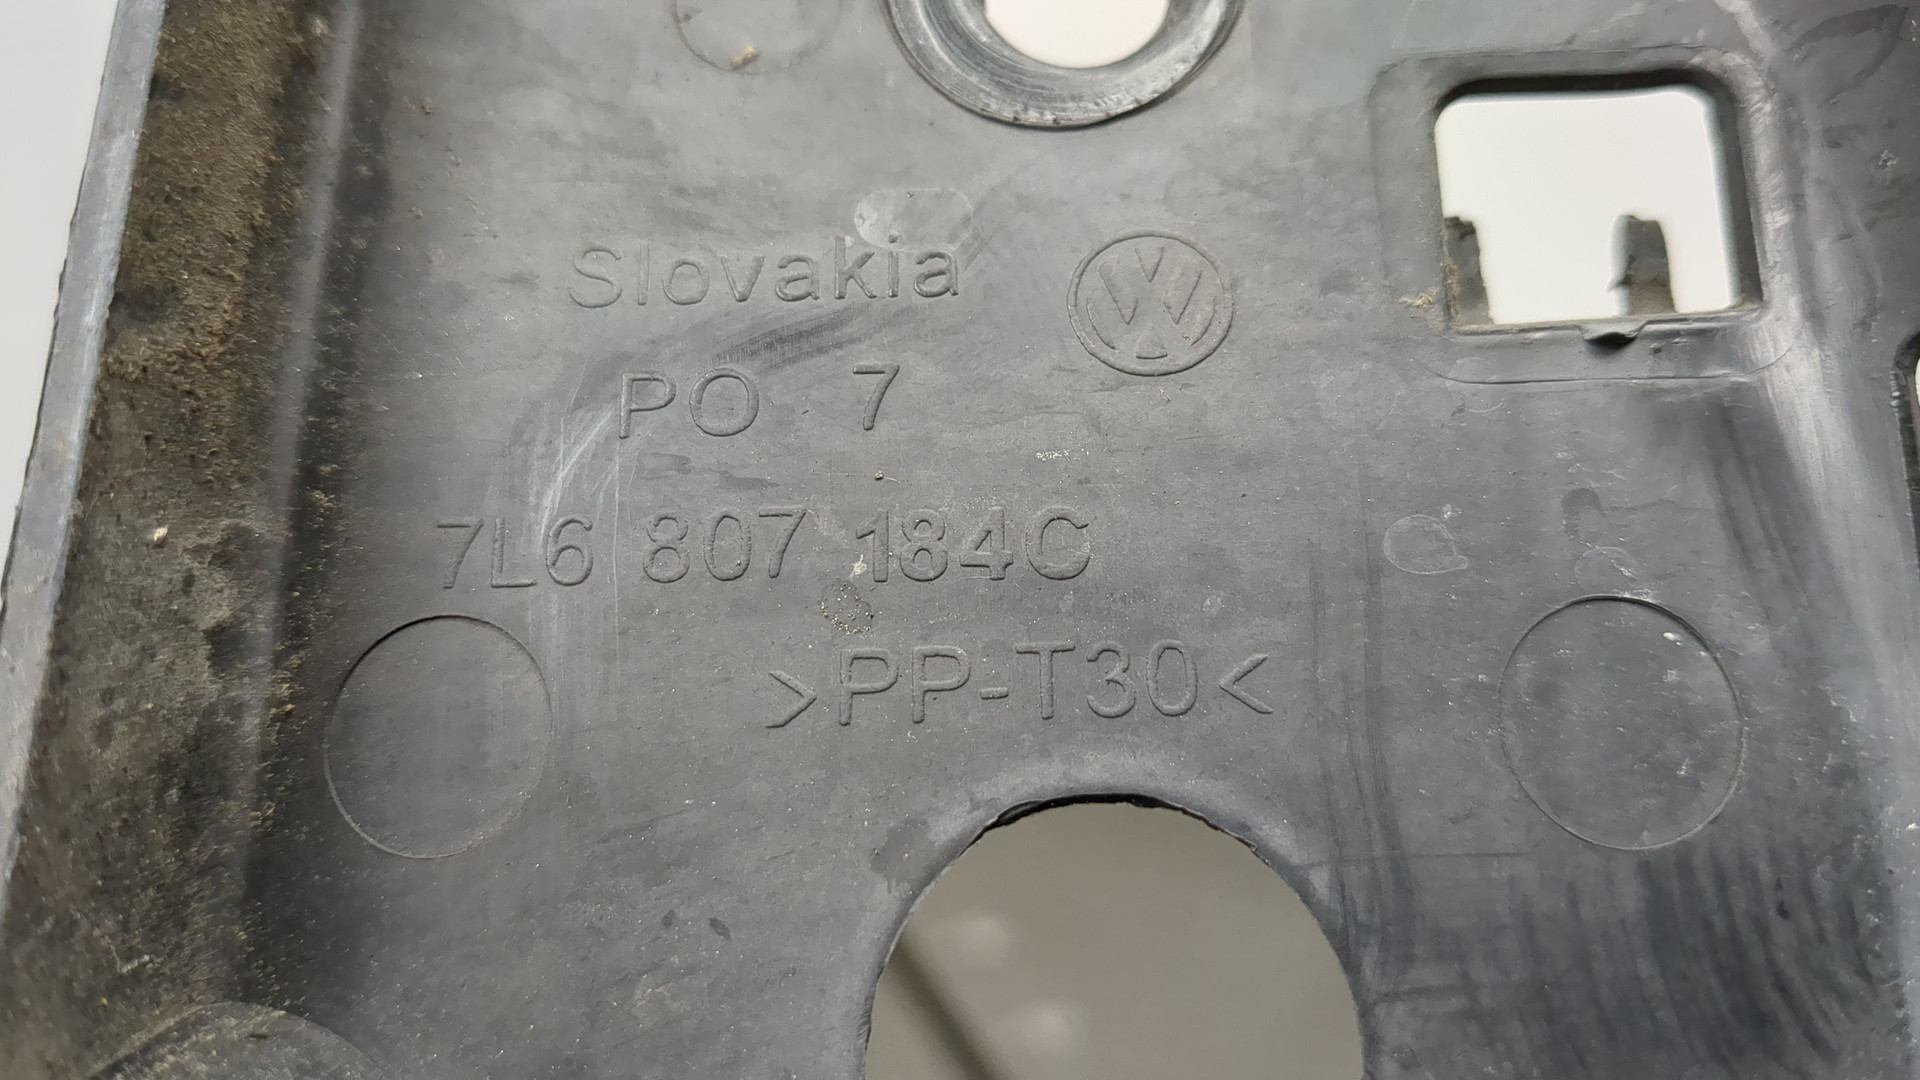 Slovakia
PO 7
7L6 807 184C
>PP-T30<